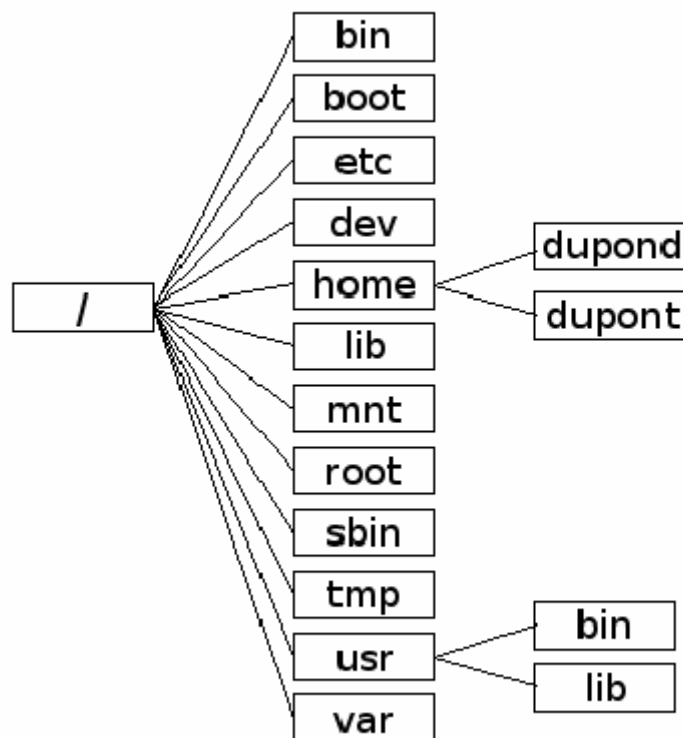 /
bin
boot
etc
dev
home
lib
mnt
root
sbin
tmp
usr
var
dupond
dupont
bin
lib